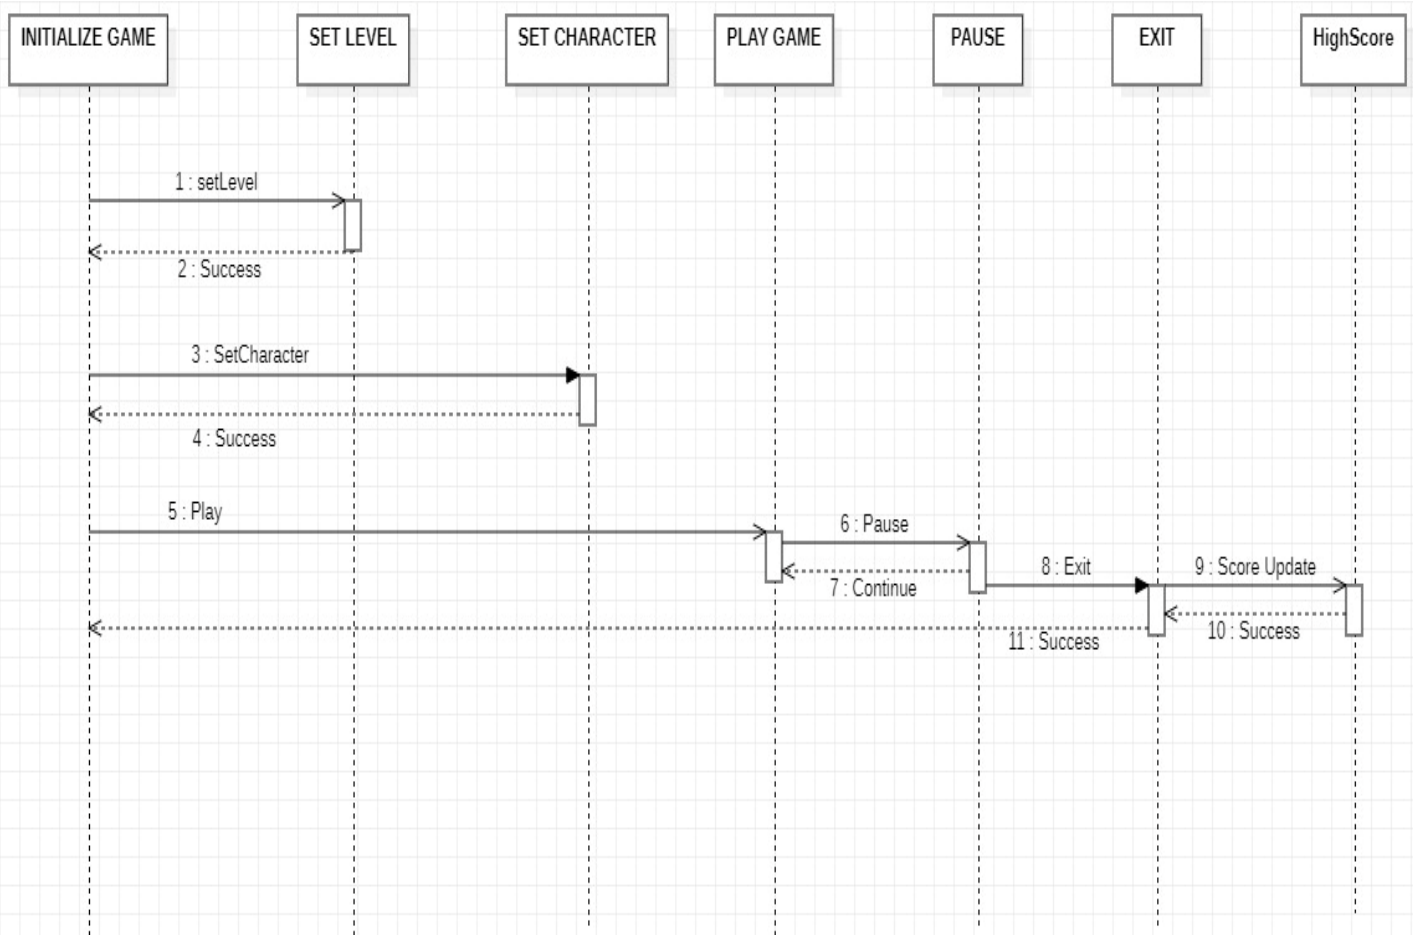 INITIALIZE GAME
SET LEVEL
SET CHARACTER
PLAY GAME
PAUSE
EXIT
HighScore
1 : setLevel
2 : Success
3 : SetCharacter
4 : Success
5 : Play
6 : Pause
7 : Continue
8 : Exit
9 : Score Update
10 : Success
11 : Success